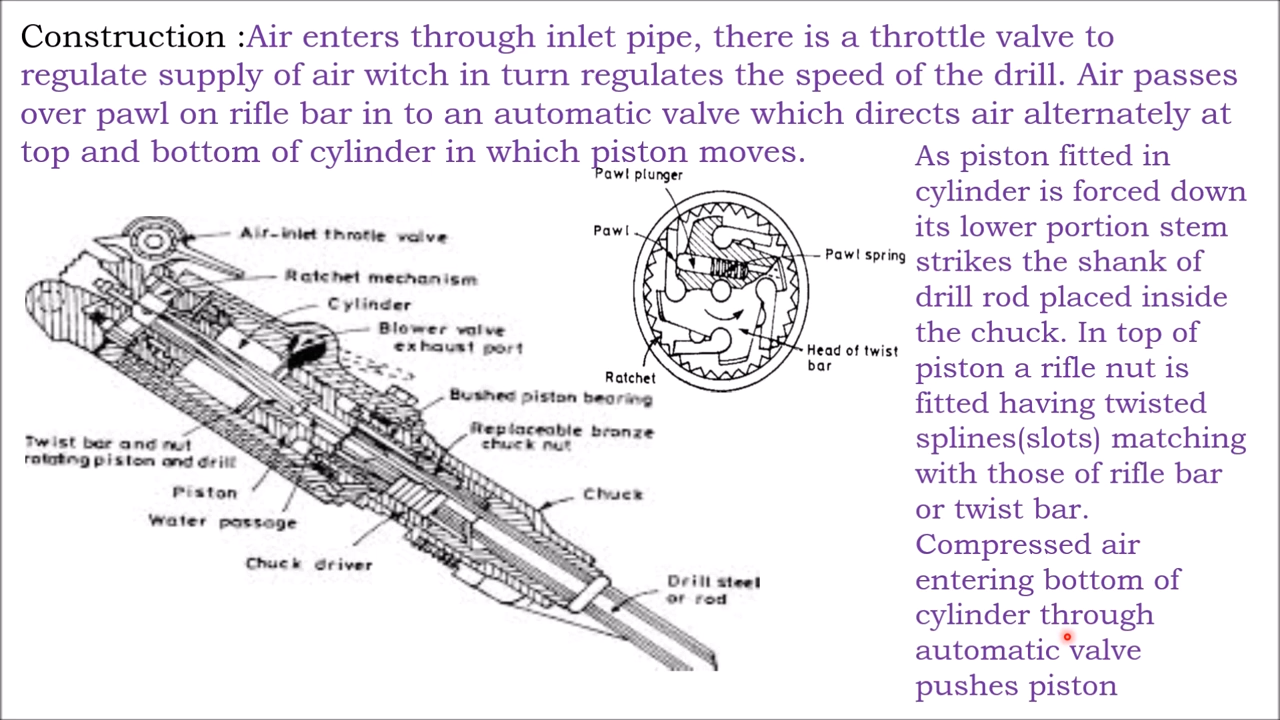 Construction :Air enters through inlet pipe, there is a throttle valve to
regulate supply of air witch in turn regulates the speed of the drill. Air passes
over pawl on rifle bar in to an automatic valve which directs air alternately at
top and bottom of cylinder in which piston moves.
Pawl plunger
Pawl
Pawl spring
Head of twist
bar
Ratchet
Air-inlet throtle valve
Ratchet mechanism
Cylinder
Blower valve
exhaust port
Bushed piston bearing
Replaceable bronze
chuck nut
Twist bar and nut
rotating piston and drill
Piston
Water passage
Chuck
Chuck driver
Drill steel
or rod
As piston fitted in
cylinder is forced down
its lower portion stem
strikes the shank of
drill rod placed inside
the chuck. In top of
piston a rifle nut is
fitted having twisted
splines(slots) matching
with those of rifle bar
or twist bar.
Compressed air
entering bottom of
cylinder through
automatic valve
pushes piston